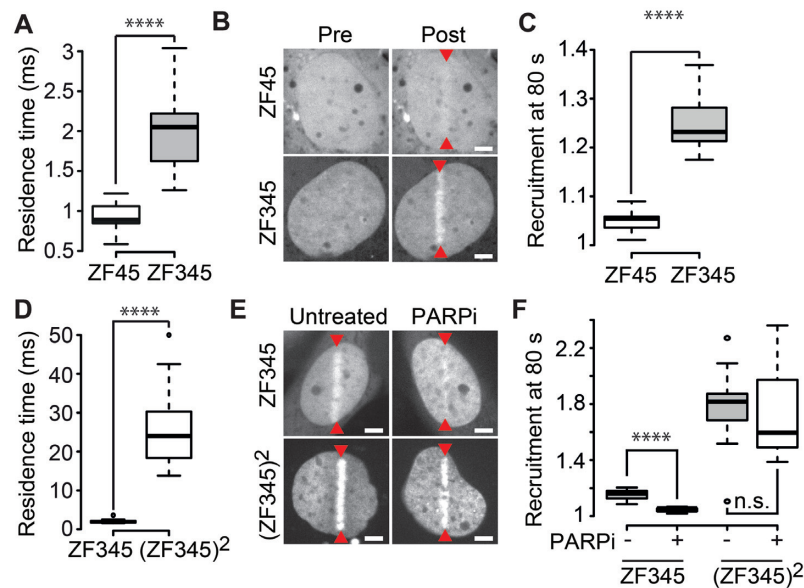 A
****
Residence time (ms)
3
2.5
2
1.5
1
0.5
ZF45 ZF345
B
Pre Post
ZF45
ZF345
C
****
Recruitment at 80 s
1.4
1.3
1.2
1.1
1
ZF45 ZF345
D
****
Residence time (ms)
50
40
30
20
10
0
ZF345 (ZF345)²
E
Untreated PARPi
ZF345
(ZF345)²
F
Recruitment at 80 s
2.2
1.8
1.4
1
****
n.s.
PARPi - + - +
ZF345 (ZF345)²